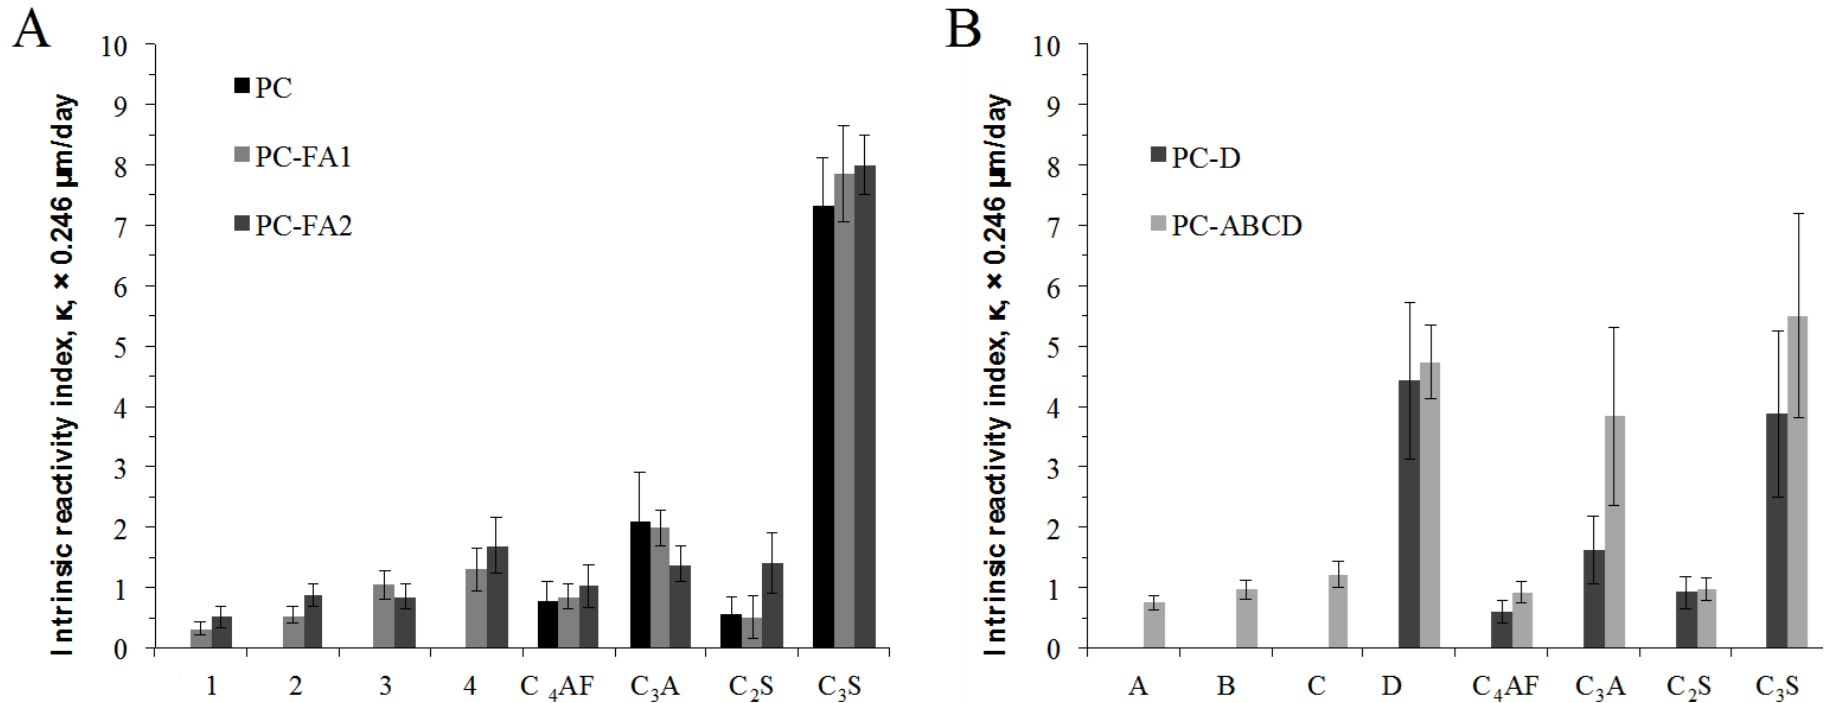 A
Intrinsic reactivity index, κ, × 0.246 µm/day
10
9
8
7
6
5
4
3
2
1
0
PC
PC-FA1
PC-FA2
1 2 3 4 C₄AF C₃A C₂S C₃S
B
Intrinsic reactivity index, κ, × 0.246 µm/day
10
9
8
7
6
5
4
3
2
1
0
PC-D
PC-ABCD
A B C D C₄AF C₃A C₂S C₃S